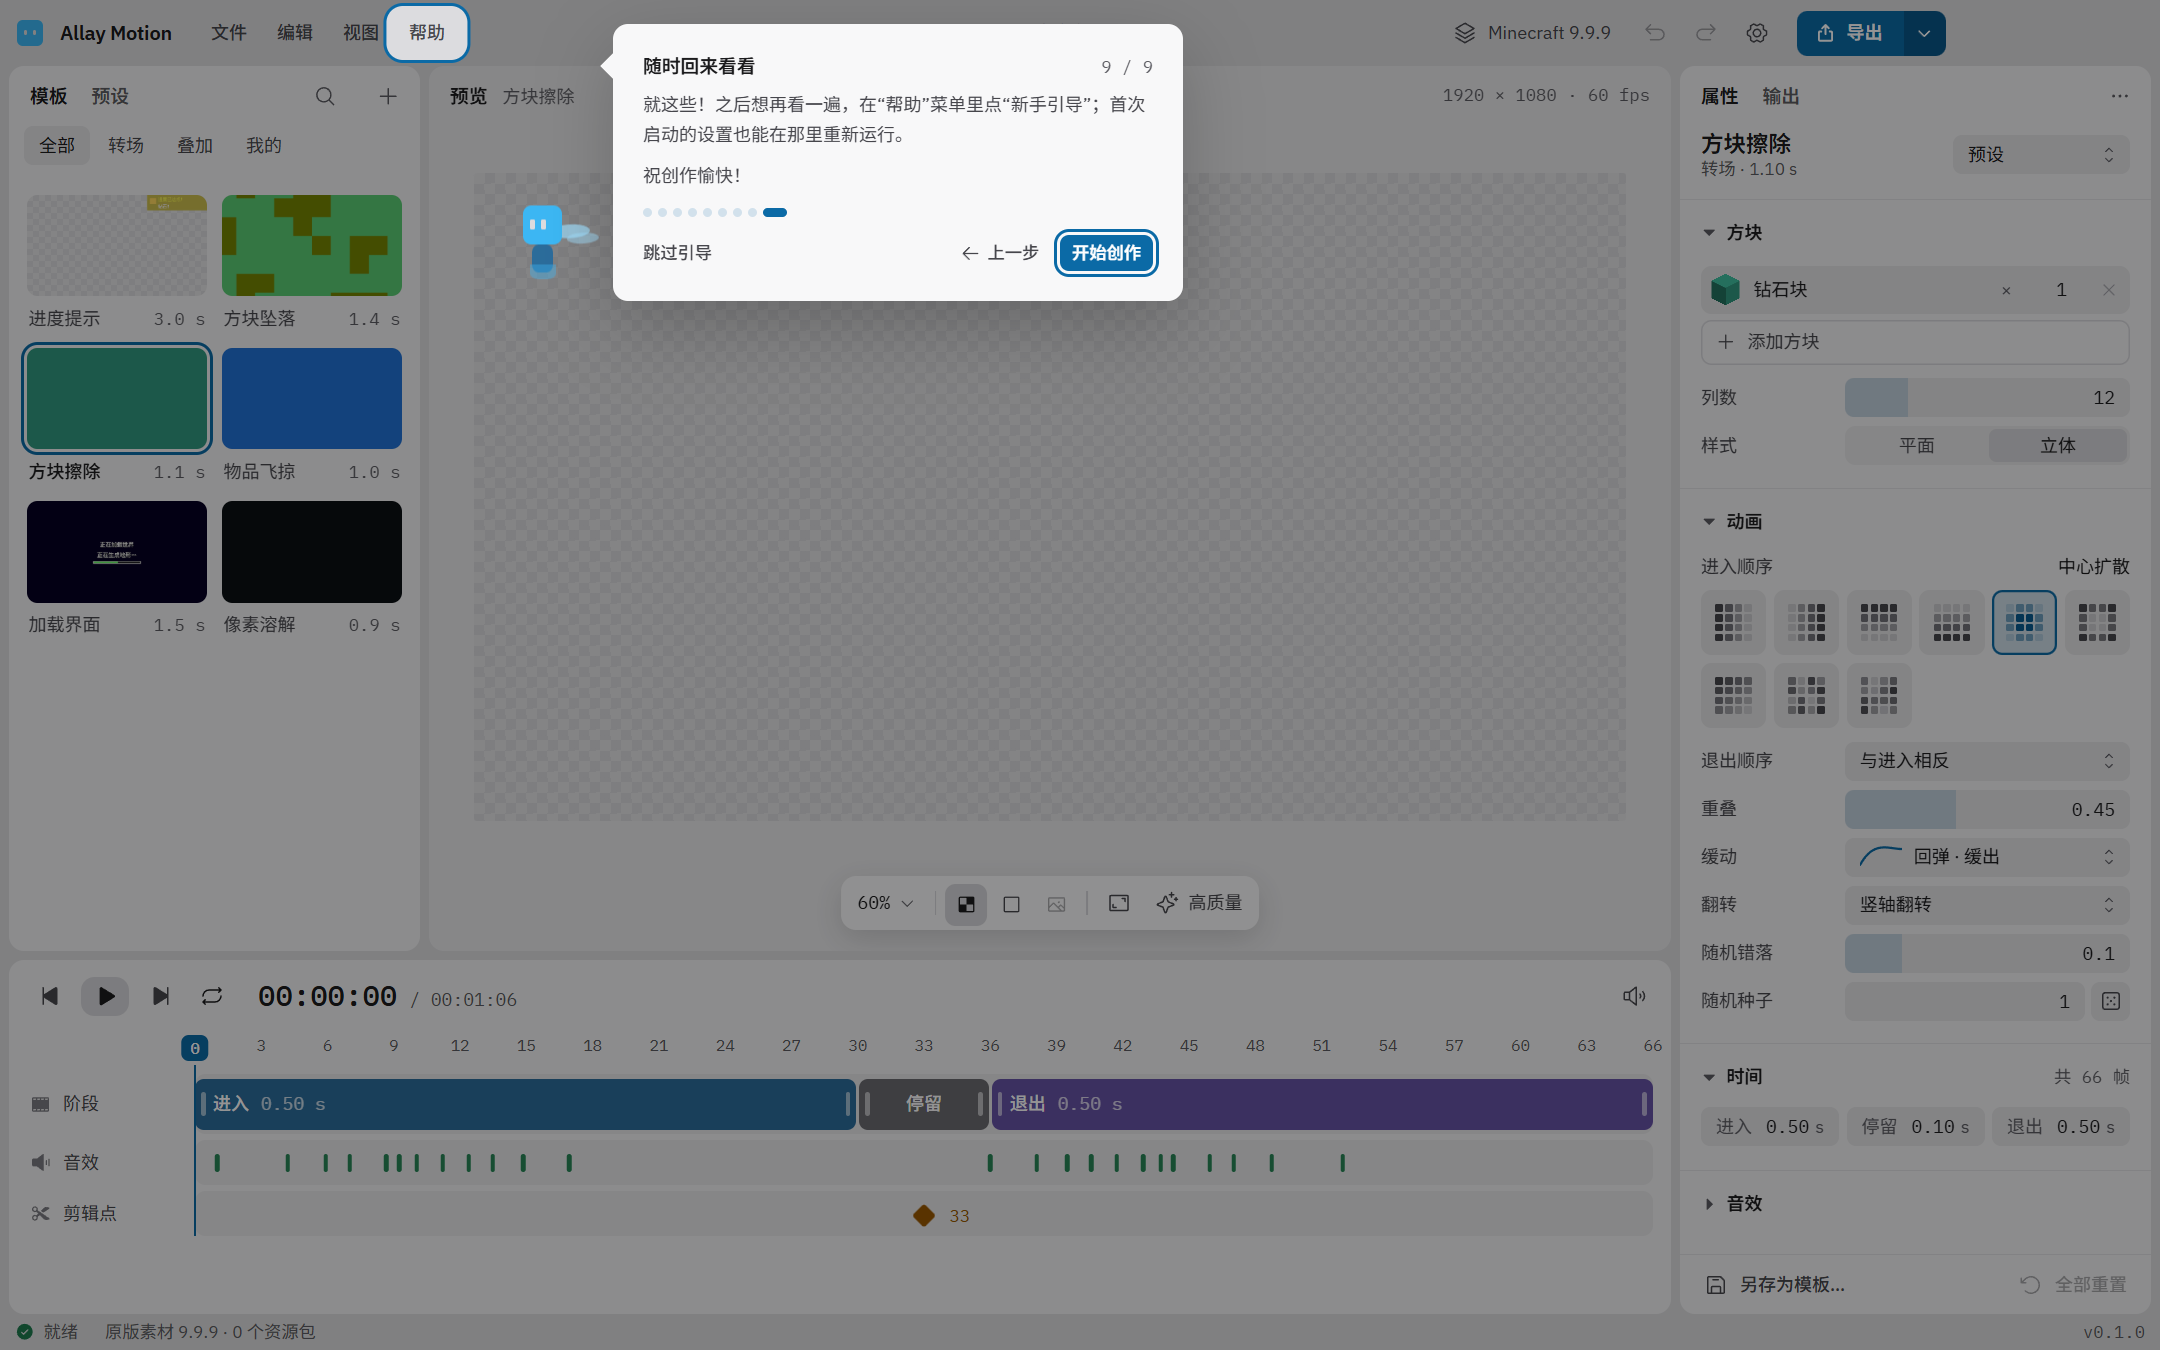 Allay Motion 文件 编辑 视图 帮助
Minecraft 9.9.9 导出
随时回来看看 9 / 9
就这些！之后想再看一遍，在“帮助”菜单里点“新手引导”；首次
启动的设置也能在那里重新运行。
祝创作愉快！
跳过引导 上一步 开始创作
模板 预设
全部 转场 叠加 我的
进度提示 3.0 s 方块坠落 1.4 s
方块擦除 1.1 s 物品飞掠 1.0 s
加载界面 1.5 s 像素溶解 0.9 s
预览 方块擦除 1920 × 1080 · 60 fps
60% 高质量
属性 输出
方块擦除
转场 · 1.10 s
预设
方块
钻石块 × 1
添加方块
列数 12
样式 平面 立体
动画
进入顺序 中心扩散
退出顺序 与进入相反
重叠 0.45
缓动 回弹 · 缓出
翻转 竖轴翻转
随机错落 0.1
随机种子 1
时间 共 66 帧
进入 0.50 s 停留 0.10 s 退出 0.50 s
音效
另存为模板... 全部重置
00:00:00 / 00:01:06
0 3 6 9 12 15 18 21 24 27 30 33 36 39 42 45 48 51 54 57 60 63 66
阶段 进入 0.50 s 停留 退出 0.50 s
音效
剪辑点 33
就绪 原版素材 9.9.9 · 0 个资源包 v0.1.0